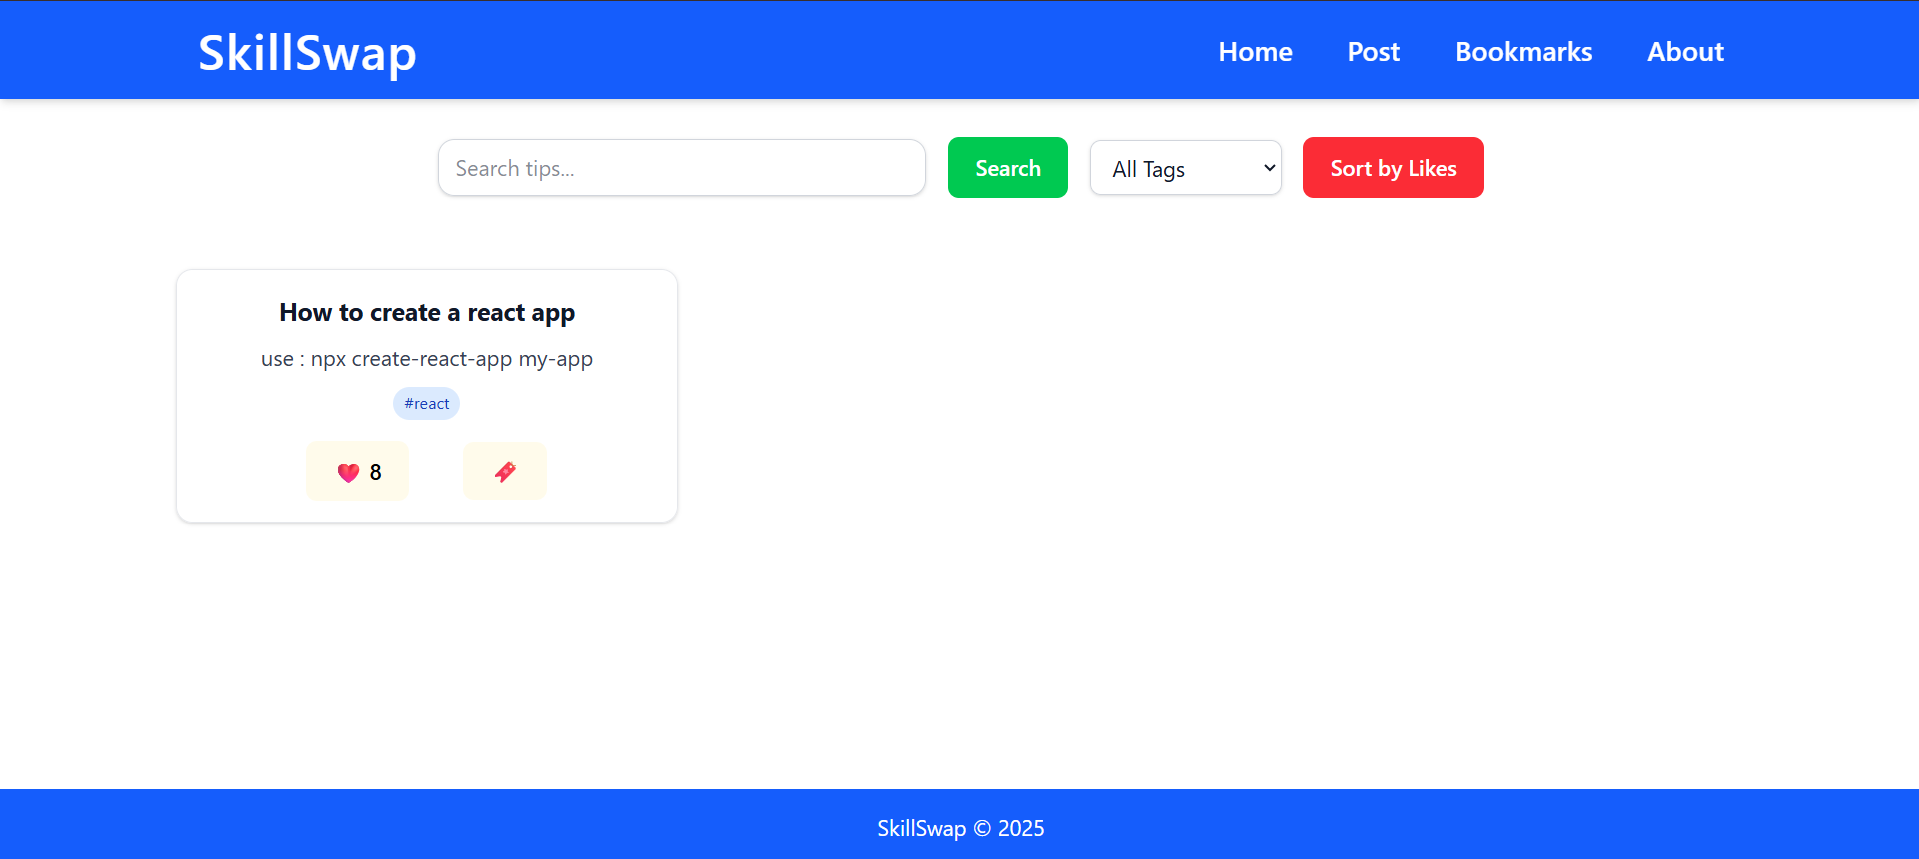 SkillSwap Home Post Bookmarks About
Search tips... Search All Tags Sort by Likes
How to create a react app
use : npx create-react-app my-app
#react
8
SkillSwap © 2025